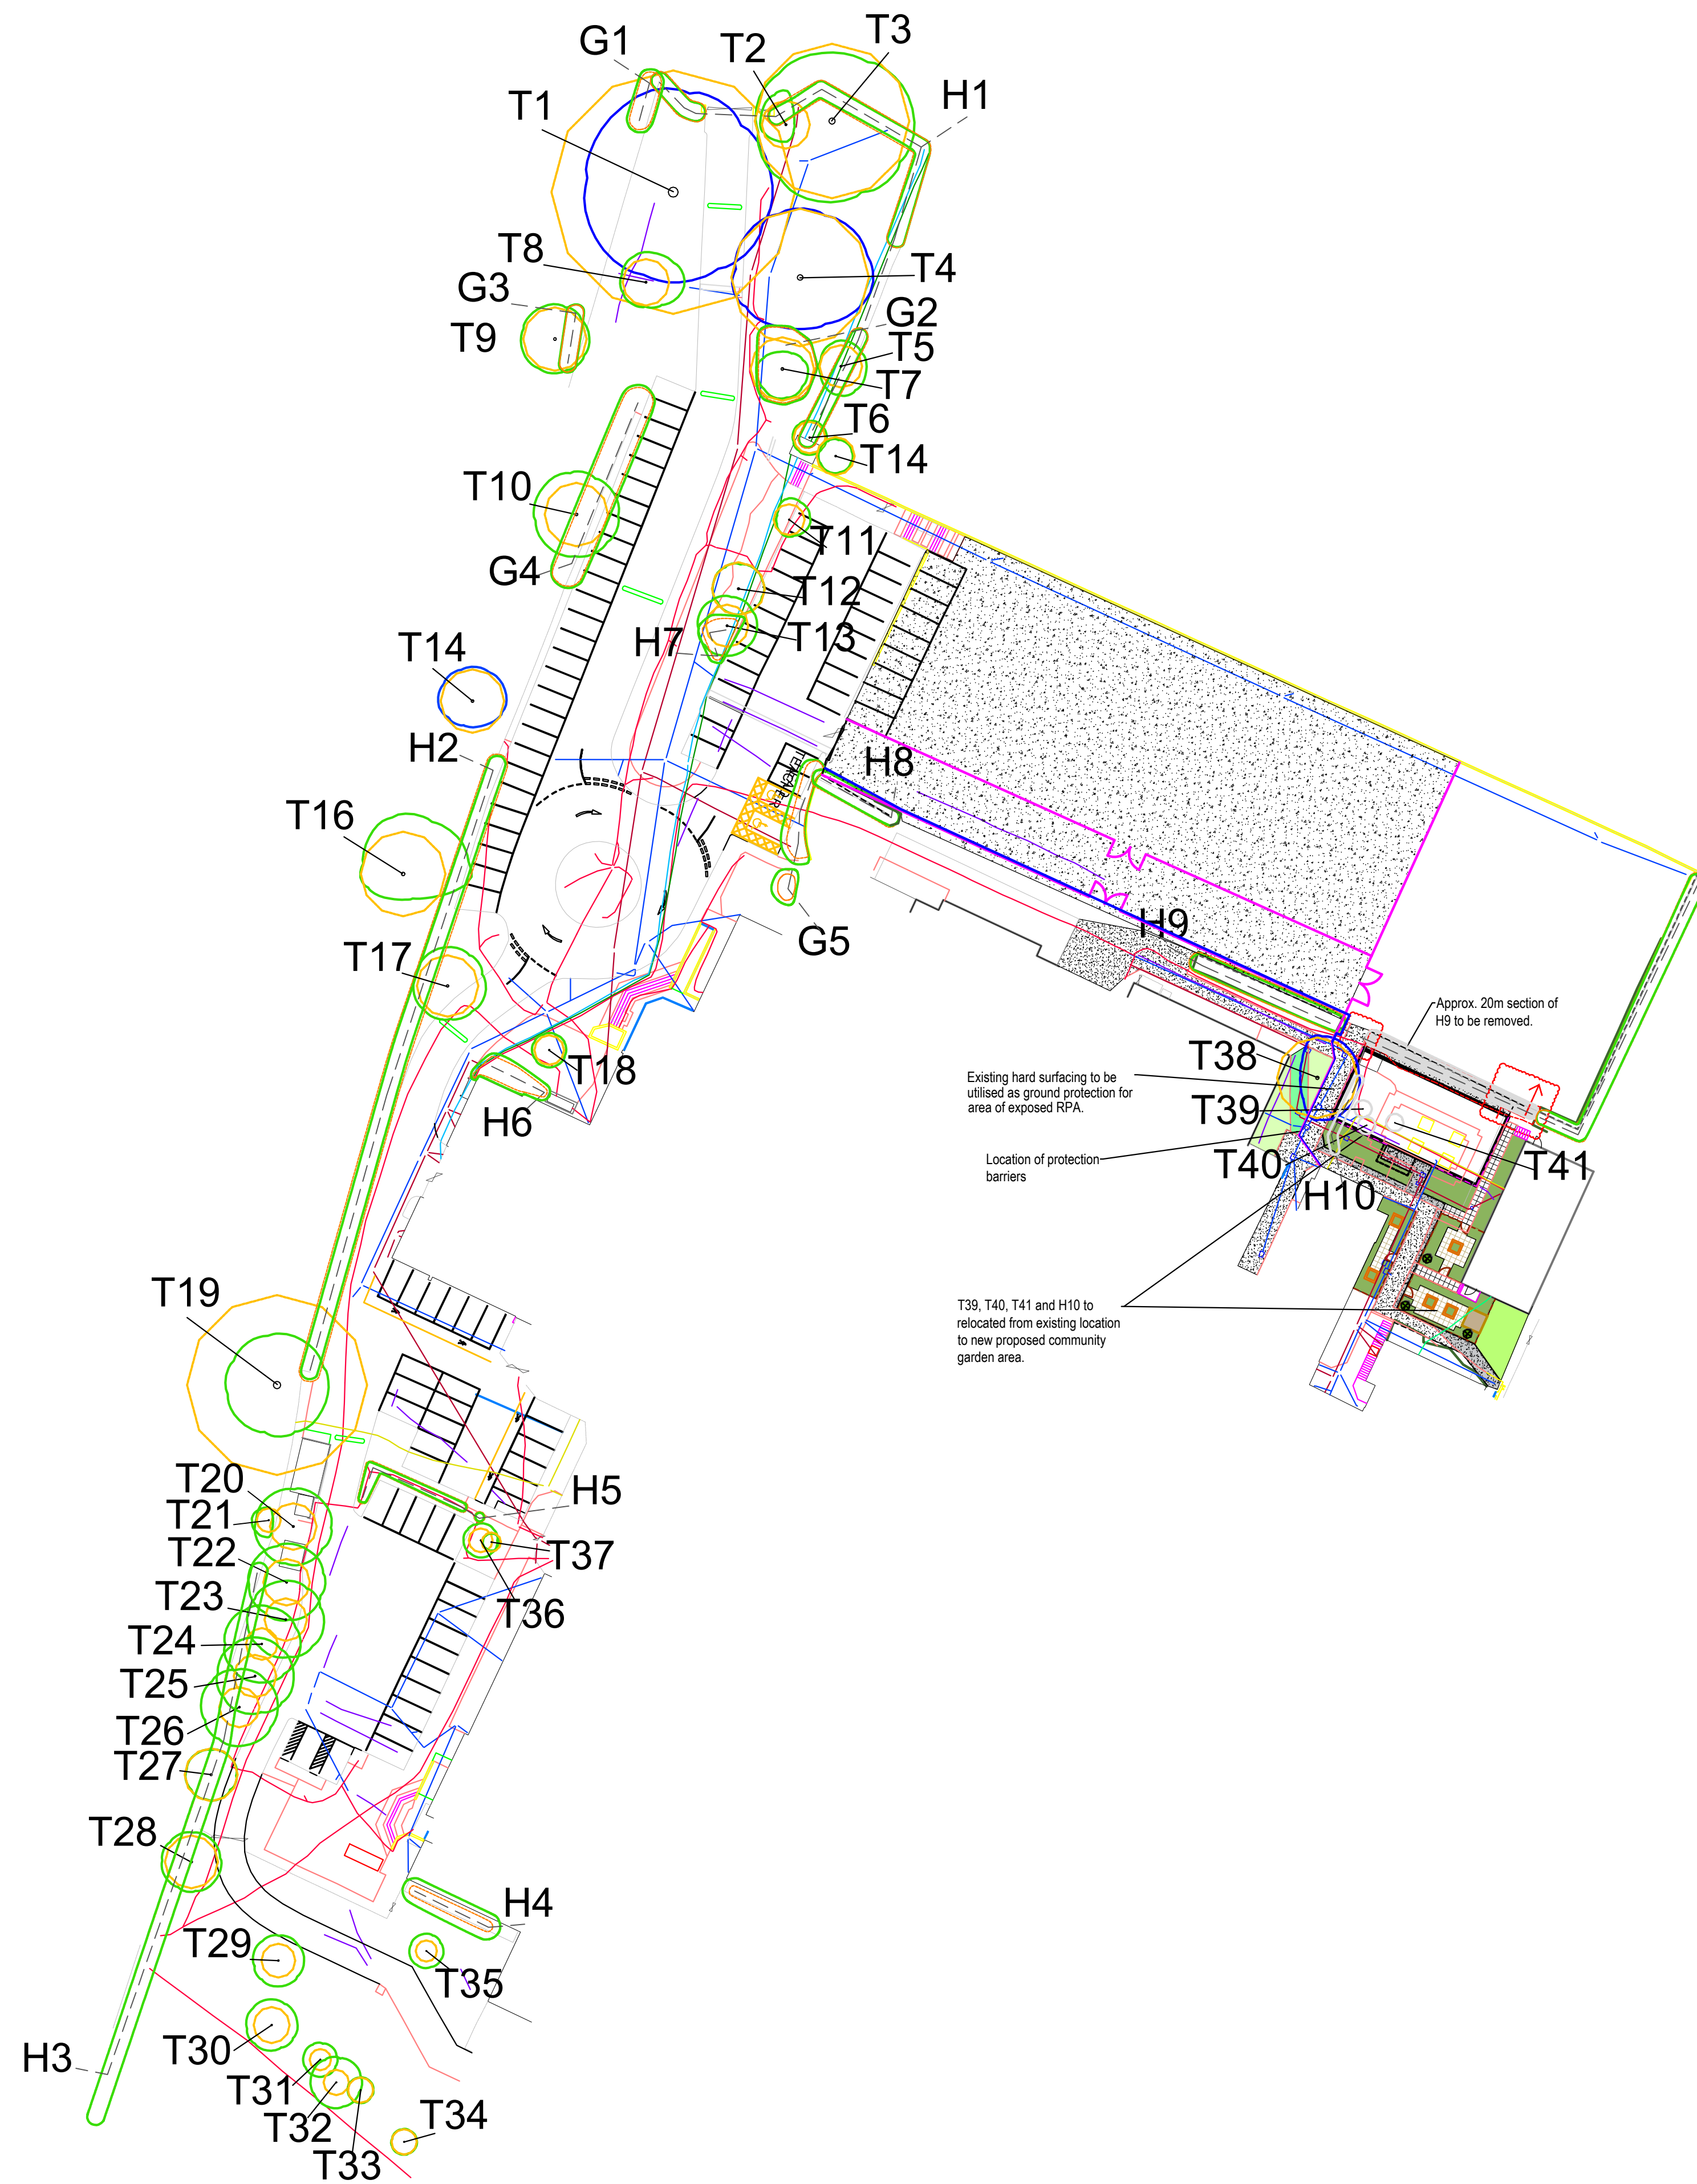 G1
T2
T3
T1
H1
T8
T4
G3
G2
T9
T5
T7
T6
T14
T10
T11
G4
T12
T13
H7
T14
H2
H8
T16
G5
H9
T17
Approx. 20m section of
H9 to be removed.
T18
T38
Existing hard surfacing to be
utilised as ground protection for
area of exposed RPA.
T39
H6
Location of protection
barriers
T40
T41
H10
T19
T39, T40, T41 and H10 to
relocated from existing location
to new proposed community
garden area.
T20
H5
T21
T22
T37
T23
T36
T24
T25
T26
T27
T28
H4
T29
T35
T30
H3
T31
T32
T34
T33